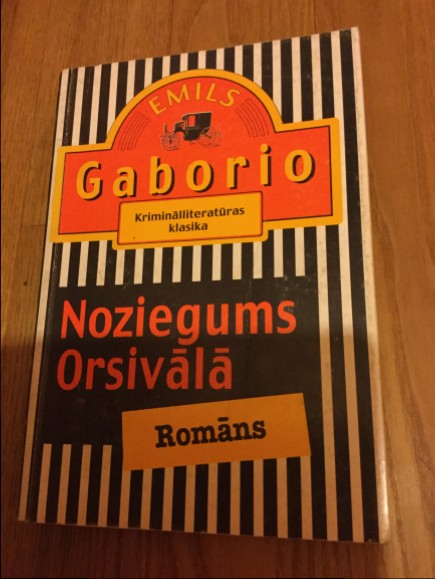 EMILS
Gaborio
Kriminālliteratūras
klasika
Noziegums
Orsivālā
Romāns